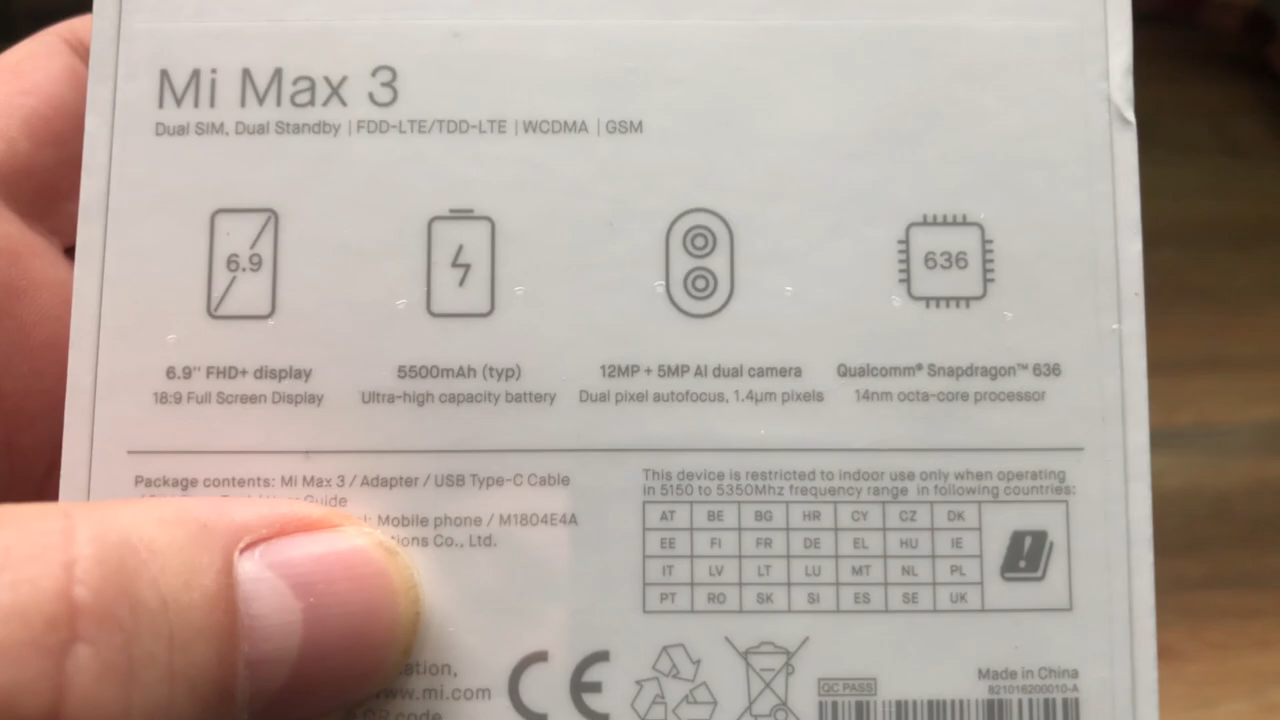 Mi Max 3
Dual SIM, Dual Standby | FDD-LTE/TDD-LTE | WCDMA | GSM
6.9
636
6.9" FHD+ display
18:9 Full Screen Display
5500mAh (typ)
Ultra-high capacity battery
12MP + 5MP AI dual camera
Dual pixel autofocus, 1.4µm pixels
Qualcomm® Snapdragon™ 636
14nm octa-core processor
Package contents: Mi Max 3 / Adapter / USB Type-C Cable
Guide
Mobile phone / M1804E4A
Co., Ltd.
www.mi.com
QR code
This device is restricted to indoor use only when operating
in 5150 to 5350Mhz frequency range in following countries:
AT BE BG HR CY CZ DK
EE FI FR DE EL HU IE
IT LV LT LU MT NL PL
PT RO SK SI ES SE UK
!
CE
QC PASS
Made in China
821016200010-A